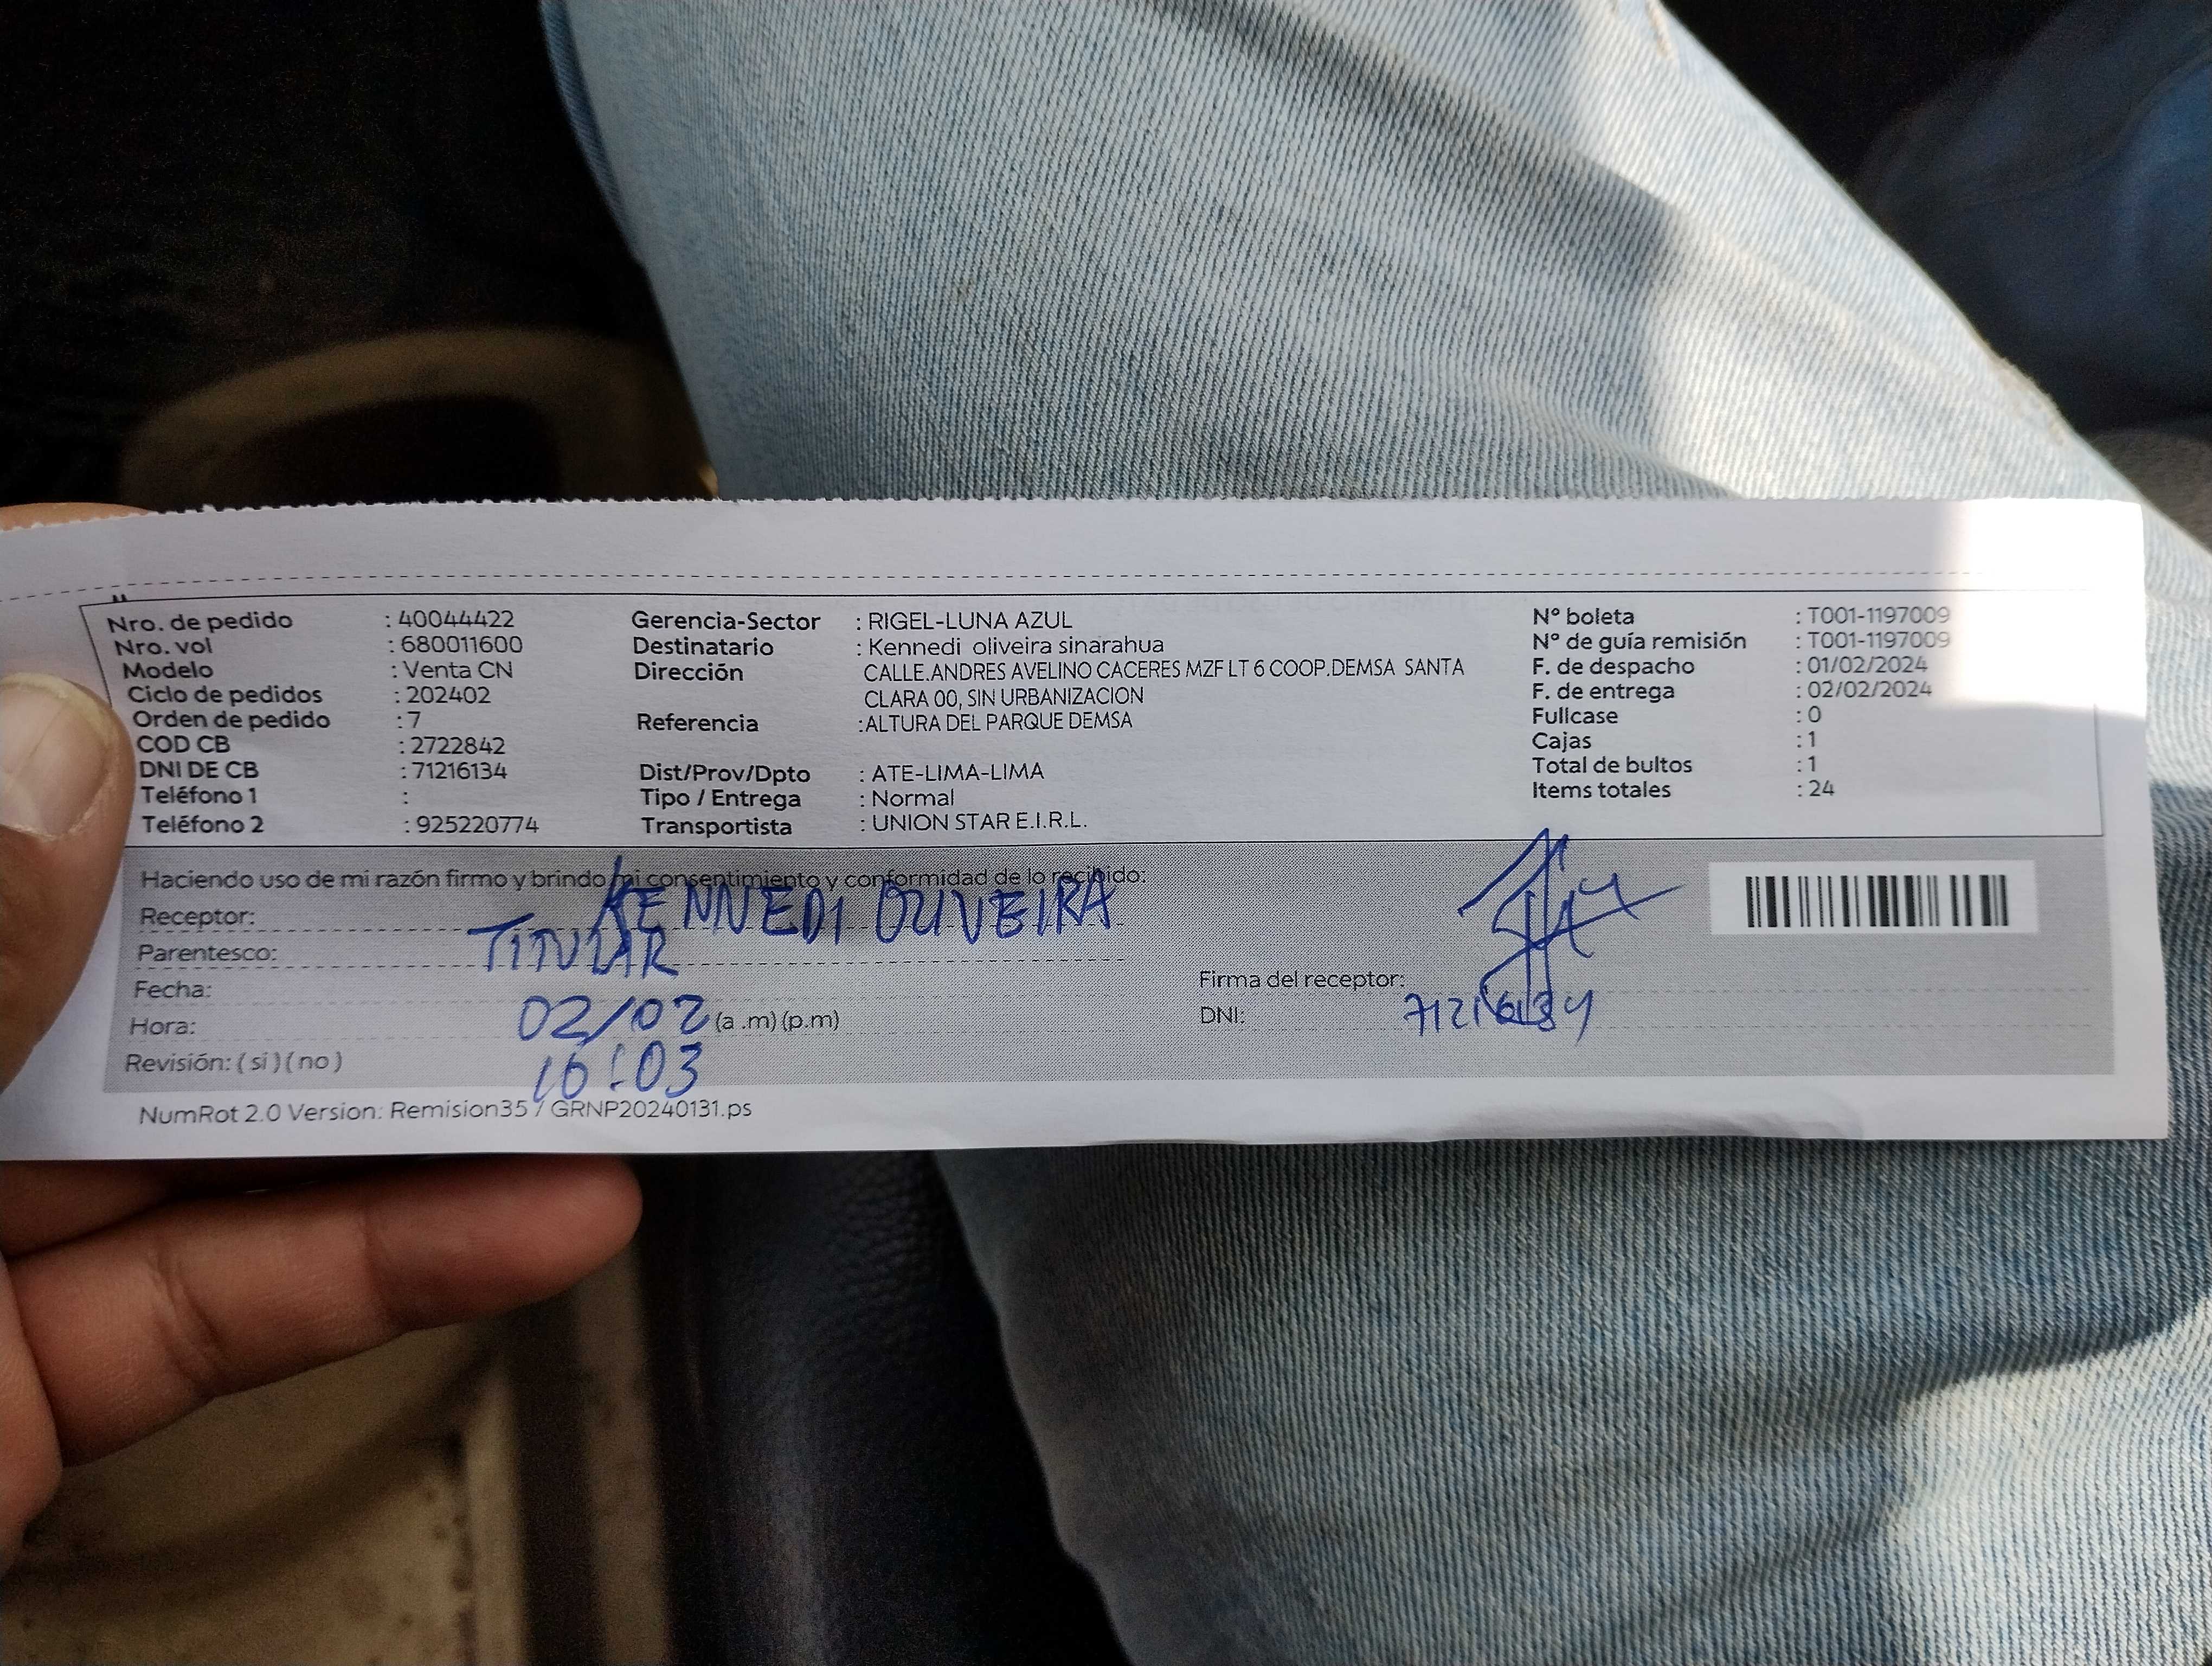 Nro. de pedido : 40044422 Gerencia-Sector : RIGEL-LUNA AZUL Nº boleta : T001-1197009
Nro. vol : 680011600 Destinatario : Kennedi oliveira sinarahua Nº de guía remisión : T001-1197009
Modelo : Venta CN Dirección CALLE.ANDRES AVELINO CACERES MZF LT 6 COOP.DEMSA SANTA F. de despacho : 01/02/2024
Ciclo de pedidos : 202402 CLARA 00, SIN URBANIZACION F. de entrega : 02/02/2024
Orden de pedido : 7 Referencia :ALTURA DEL PARQUE DEMSA Fullcase : 0
COD CB : 2722842 Cajas : 1
DNI DE CB : 71216134 Dist/Prov/Dpto : ATE-LIMA-LIMA Total de bultos : 1
Teléfono 1 : Tipo / Entrega : Normal Items totales : 24
Teléfono 2 : 925220774 Transportista : UNION STAR E.I.R.L.
Haciendo uso de mi razón firmo y brindo mi consentimiento y conformidad de lo recibido:
Receptor: KENNEDI OLIVEIRA
Parentesco: TITULAR
Fecha: 02/02
Firma del receptor:
Hora: (a .m) (p.m) 16:03
DNI: 71216134
Revisión: ( si ) ( no )
NumRot 2.0 Version: Remision35 / GRNP20240131.ps